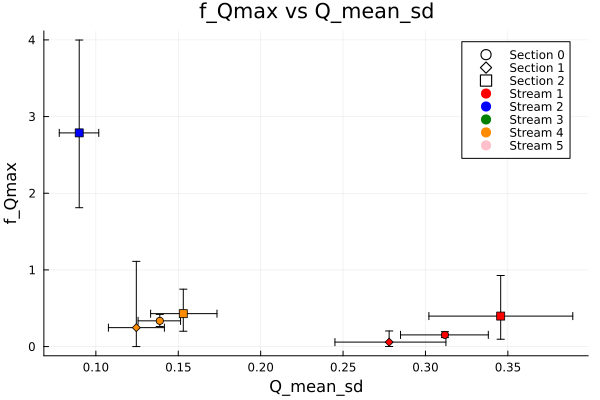 f_Qmax vs Q_mean_sd
f_Qmax
4
3
2
1
0
0.10
0.15
0.20
0.25
0.30
0.35
Q_mean_sd
Section 0
Section 1
Section 2
Stream 1
Stream 2
Stream 3
Stream 4
Stream 5